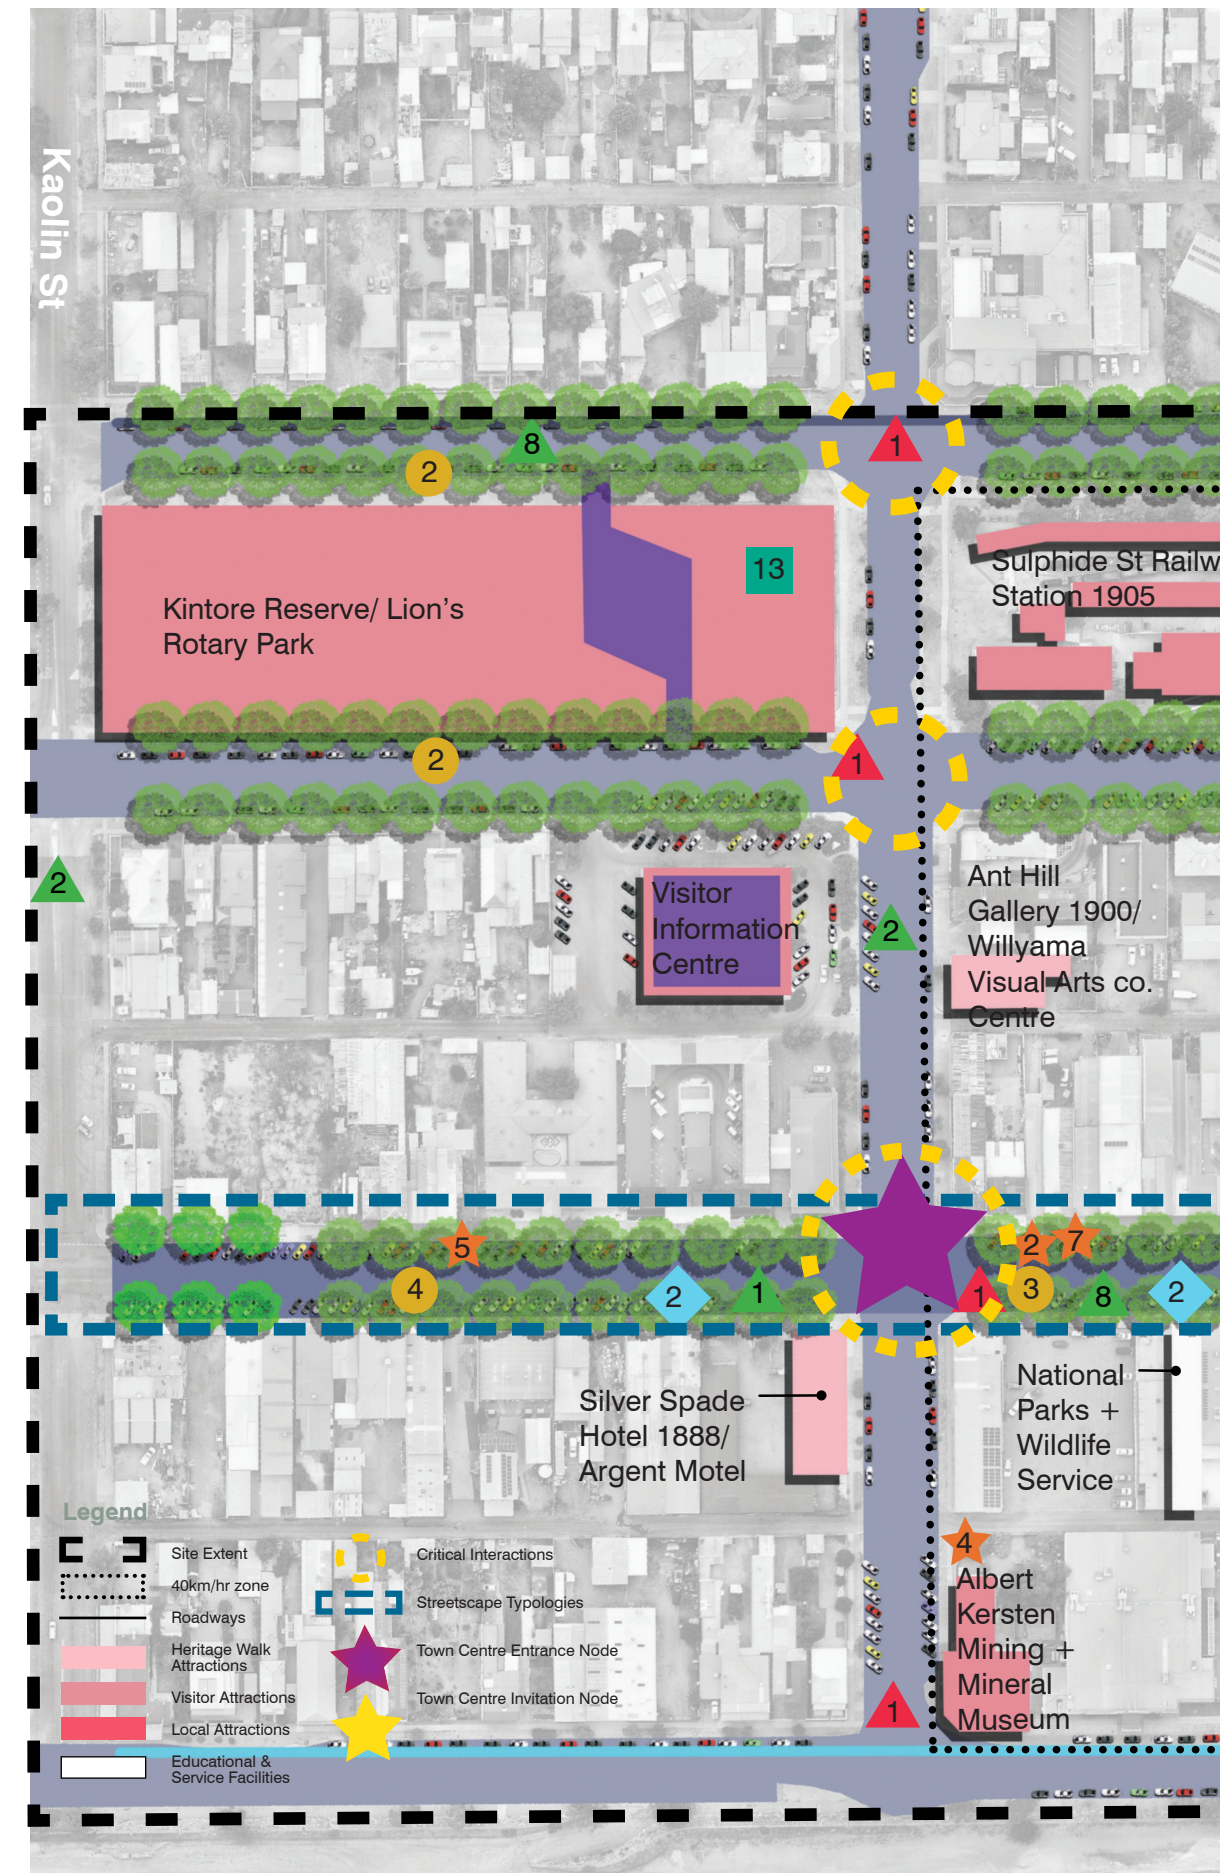 Kaolin St
8
1
2
13
Sulphide St Railw
Station 1905
Kintore Reserve/ Lion's
Rotary Park
2
1
2
Visitor
Information
Centre
2
Ant Hill
Gallery 1900/
Willyama
Visual Arts co.
Centre
5
2
7
4
2
1
1
3
8
2
Silver Spade
Hotel 1888/
Argent Motel
National
Parks +
Wildlife
Service
4
Albert
Kersten
Mining +
Mineral
Museum
1
Legend
Site Extent
40km/hr zone
Roadways
Heritage Walk
Attractions
Visitor Attractions
Local Attractions
Educational &
Service Facilities
Critical Interactions
Streetscape Typologies
Town Centre Entrance Node
Town Centre Invitation Node